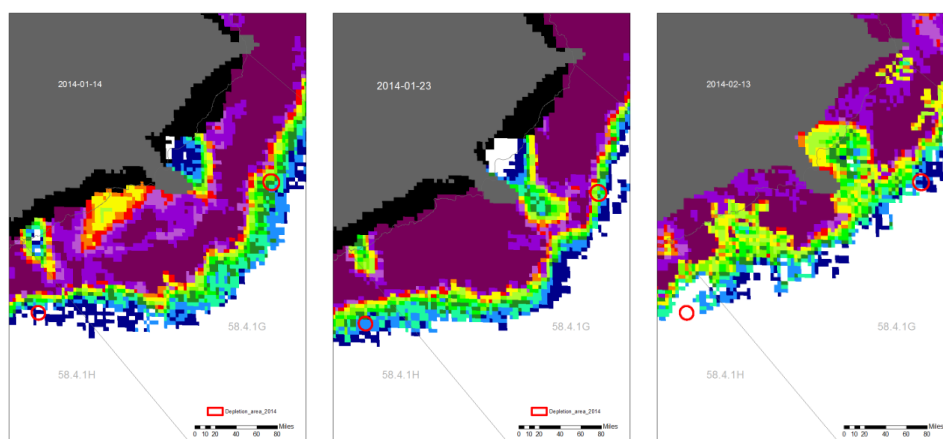 2014-01-14
58.4.1G
58.4.1H
Depletion_area_2014
Miles
0 10 20 40 60 80
2014-01-23
58.4.1G
58.4.1H
Depletion_area_2014
Miles
0 10 20 40 60 80
2014-02-13
58.4.1G
58.4.1H
Miles
0 10 20 40 60 80